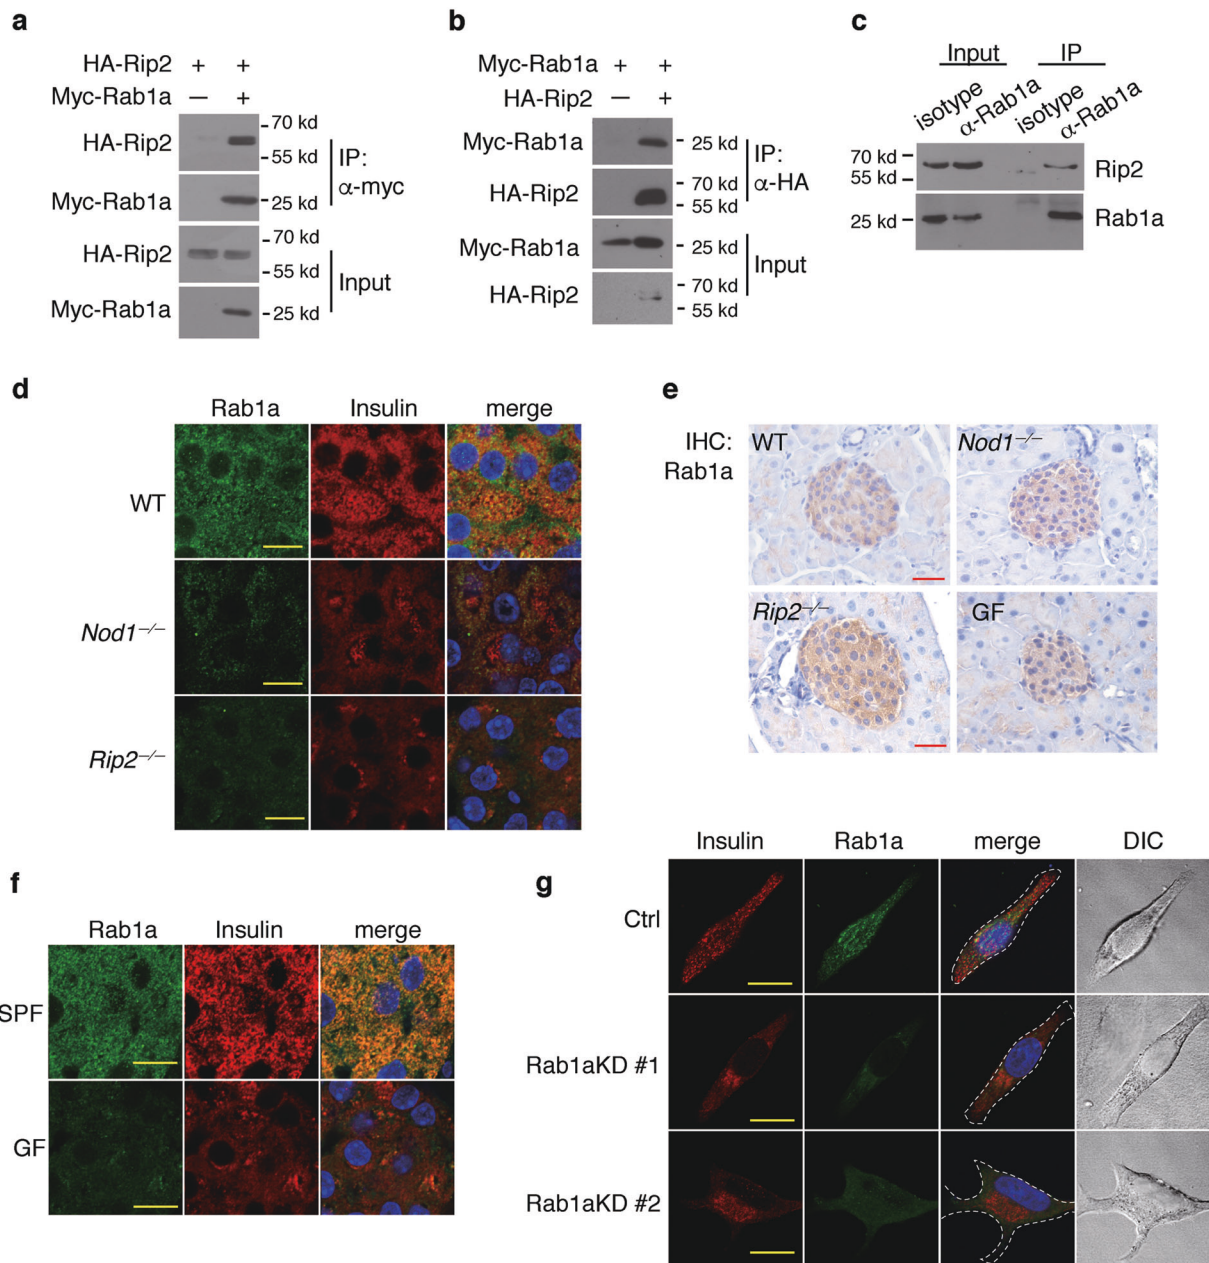 a
HA-Rip2 + +
Myc-Rab1a — +
HA-Rip2
70 kd
55 kd
Myc-Rab1a
25 kd
IP:
α-myc
HA-Rip2
70 kd
55 kd
Myc-Rab1a
25 kd
Input
b
Myc-Rab1a + +
HA-Rip2 — +
Myc-Rab1a
25 kd
HA-Rip2
70 kd
55 kd
IP:
α-HA
Myc-Rab1a
25 kd
HA-Rip2
70 kd
55 kd
Input
c
Input IP
isotype α-Rab1a isotype α-Rab1a
70 kd
55 kd
Rip2
25 kd
Rab1a
d
Rab1a Insulin merge
WT
Nod1–/–
Rip2–/–
e
IHC:
Rab1a
WT Nod1–/–
Rip2–/– GF
f
Rab1a Insulin merge
SPF
GF
g
Insulin Rab1a merge DIC
Ctrl
Rab1aKD #1
Rab1aKD #2